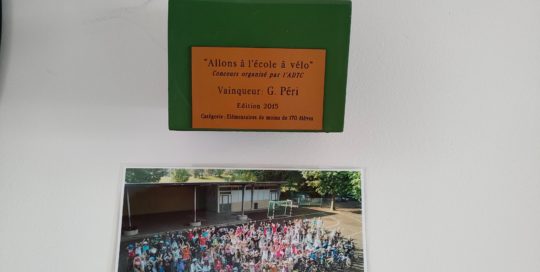 "Allons à l'école à vélo"
Concours organisé par l'ADTC
Vainqueur: G. Péri
Edition 2015
Catégorie: Elémentaires de moins de 170 élèves